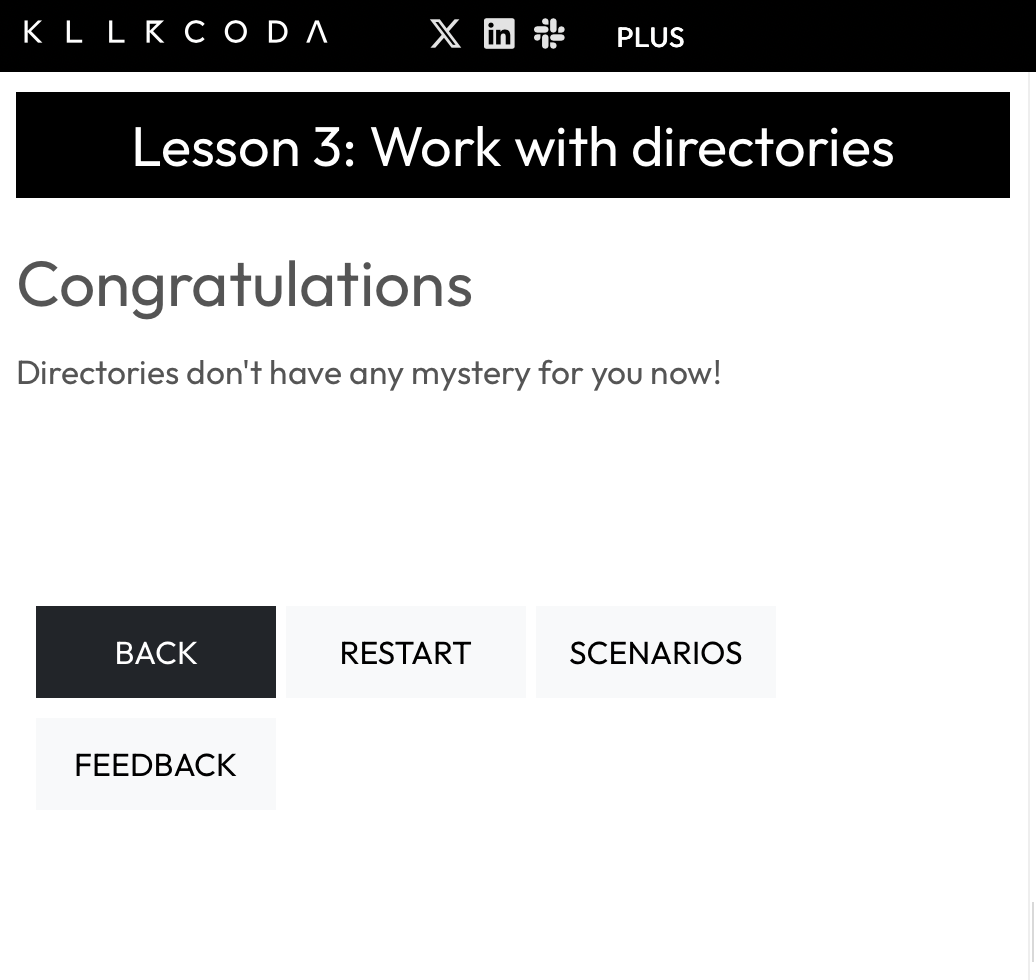 KLLRCODA PLUS
Lesson 3: Work with directories
Congratulations
Directories don't have any mystery for you now!
BACK RESTART SCENARIOS
FEEDBACK